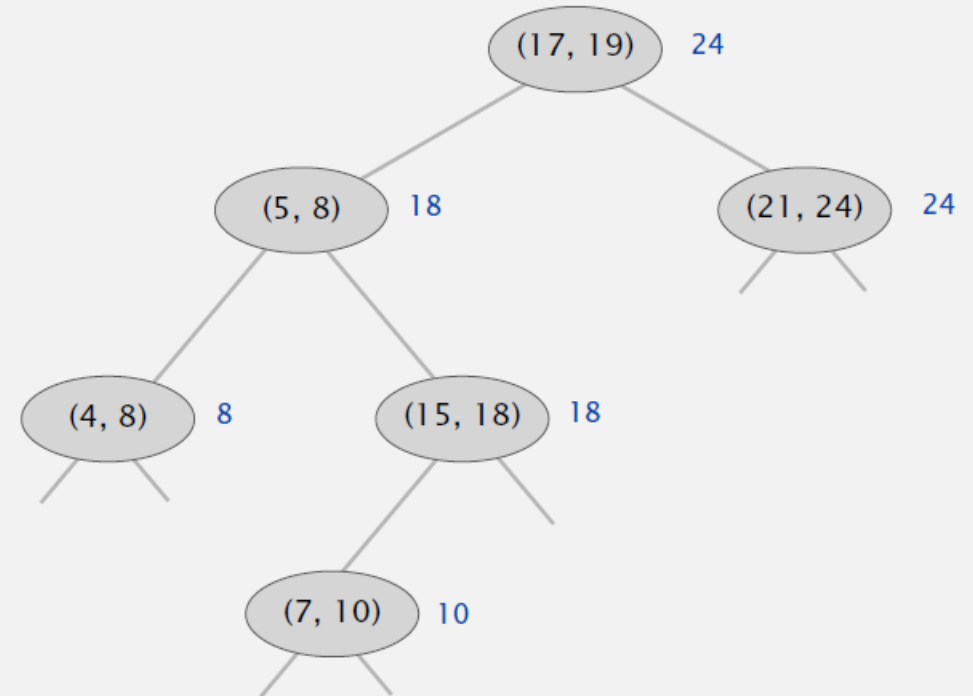 (17, 19) 24
(5, 8) 18
(21, 24) 24
(4, 8) 8
(15, 18) 18
(7, 10) 10